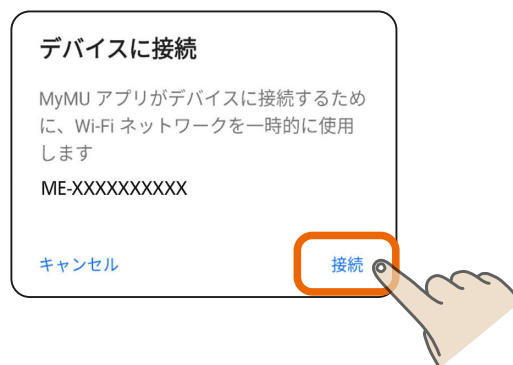 デバイスに接続
MyMU アプリがデバイスに接続するため
に、Wi-Fi ネットワークを一時的に使用
します
ME-XXXXXXXXXX
キャンセル
接続